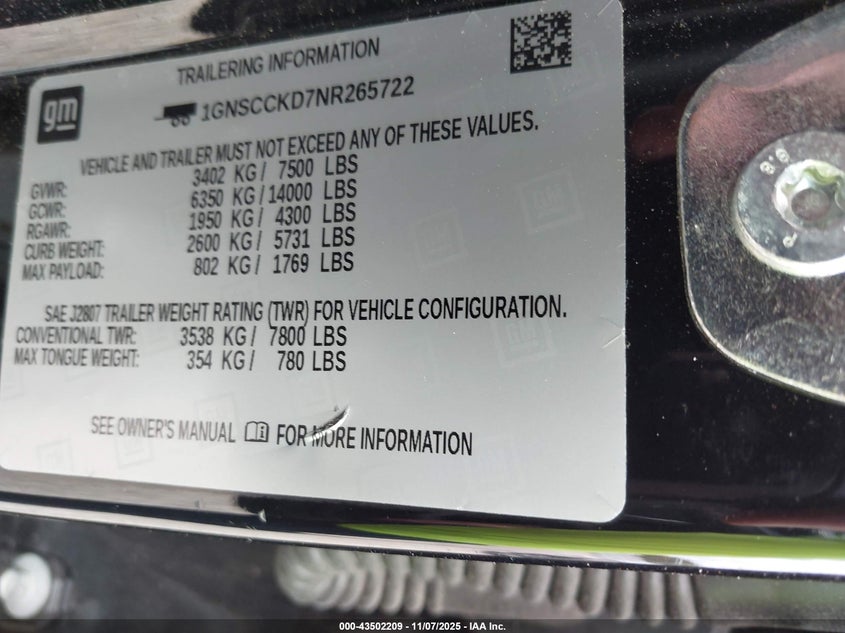 gm
TRAILERING INFORMATION
1GNSCCKD7NR265722
VEHICLE AND TRAILER MUST NOT EXCEED ANY OF THESE VALUES.
GVWR: 3402 KG / 7500 LBS
GCWR: 6350 KG / 14000 LBS
RGAWR: 1950 KG / 4300 LBS
CURB WEIGHT: 2600 KG / 5731 LBS
MAX PAYLOAD: 802 KG / 1769 LBS
SAE J2807 TRAILER WEIGHT RATING (TWR) FOR VEHICLE CONFIGURATION.
CONVENTIONAL TWR: 3538 KG / 7800 LBS
MAX TONGUE WEIGHT: 354 KG / 780 LBS
SEE OWNER'S MANUAL FOR MORE INFORMATION
000-43502209 - 11/07/2025 - IAA Inc.